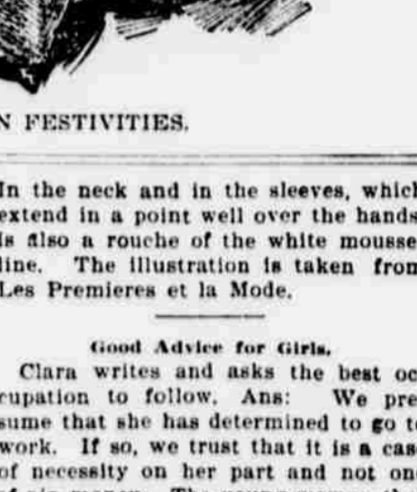 N FESTIVITIES.
In the neck and in the sleeves, which
extend in a point well over the hands
is also a rouche of the white mousse-
line. The illustration is taken from
Les Premieres et la Mode.
Good Advice for Girls.
Clara writes and asks the best oc-
cupation to follow. Ans: We pre-
sume that she has determined to go to
work. If so, we trust that it is a case
of necessity on her part and not one